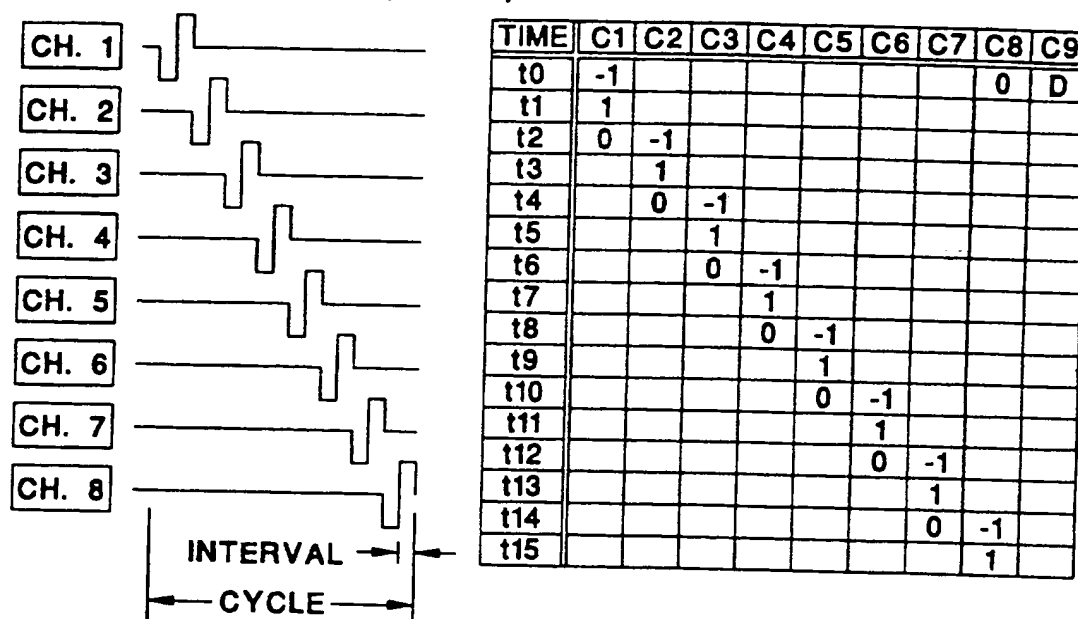 CH. 1
CH. 2
CH. 3
CH. 4
CH. 5
CH. 6
CH. 7
CH. 8
INTERVAL
CYCLE
TIME C1 C2 C3 C4 C5 C6 C7 C8 C9
t0 -1 0 D
t1 1
t2 0 -1
t3 1
t4 0 -1
t5 1
t6 0 -1
t7 1
t8 0 -1
t9 1
t10 0 -1
t11 1
t12 0 -1
t13 1
t14 0 -1
t15 1